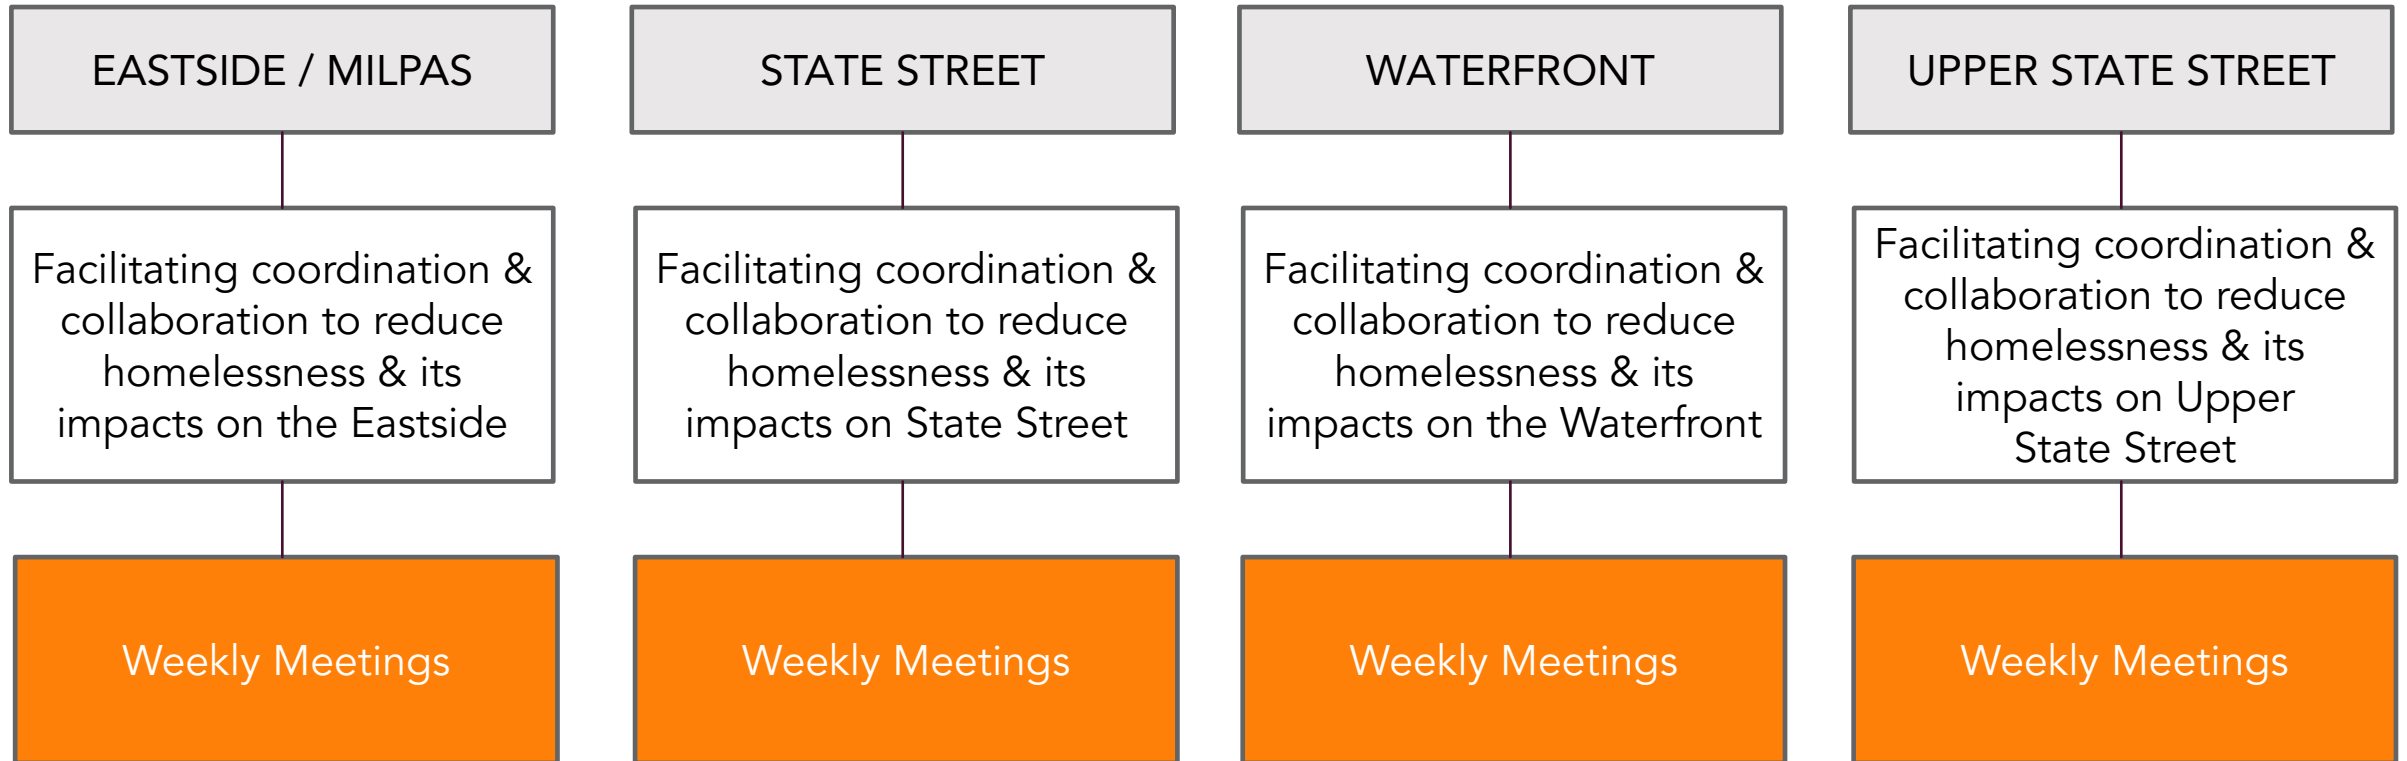 EASTSIDE / MILPAS
STATE STREET
WATERFRONT
UPPER STATE STREET
Facilitating coordination &
collaboration to reduce
homelessness & its
impacts on the Eastside
Facilitating coordination &
collaboration to reduce
homelessness & its
impacts on State Street
Facilitating coordination &
collaboration to reduce
homelessness & its
impacts on the Waterfront
Facilitating coordination &
collaboration to reduce
homelessness & its
impacts on Upper
State Street
Weekly Meetings
Weekly Meetings
Weekly Meetings
Weekly Meetings